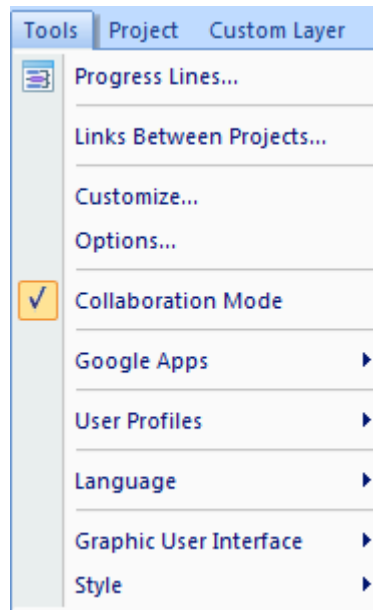 Tools Project Custom Layer
Progress Lines...
Links Between Projects...
Customize...
Options...
Collaboration Mode
Google Apps
User Profiles
Language
Graphic User Interface
Style